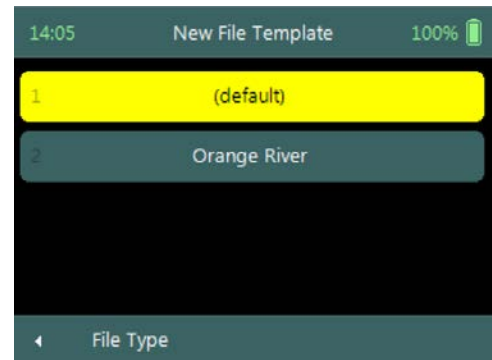 14:05 New File Template 100%
1 (default)
2 Orange River
File Type